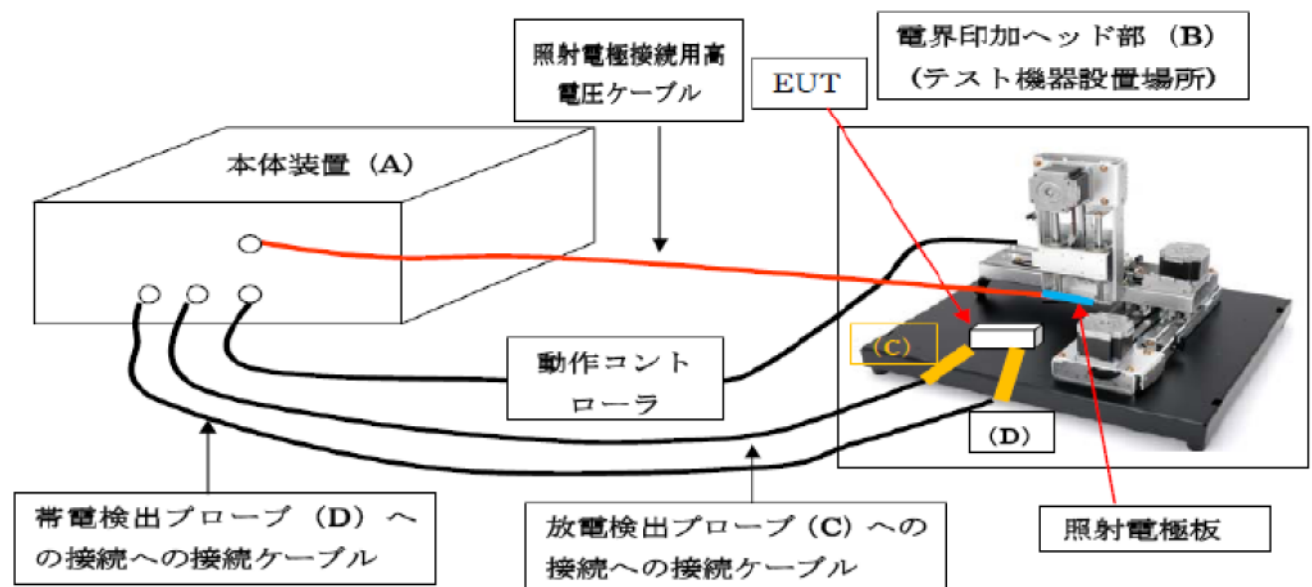 照射電極接続用高
電圧ケーブル
電界印加ヘッド部 (B)
(テスト機器設置場所)
EUT
本体装置 (A)
(C)
動作コント
ローラ
(D)
帯電検出プローブ (D) へ
の接続への接続ケーブル
放電検出プローブ (C) への
接続への接続ケーブル
照射電極板